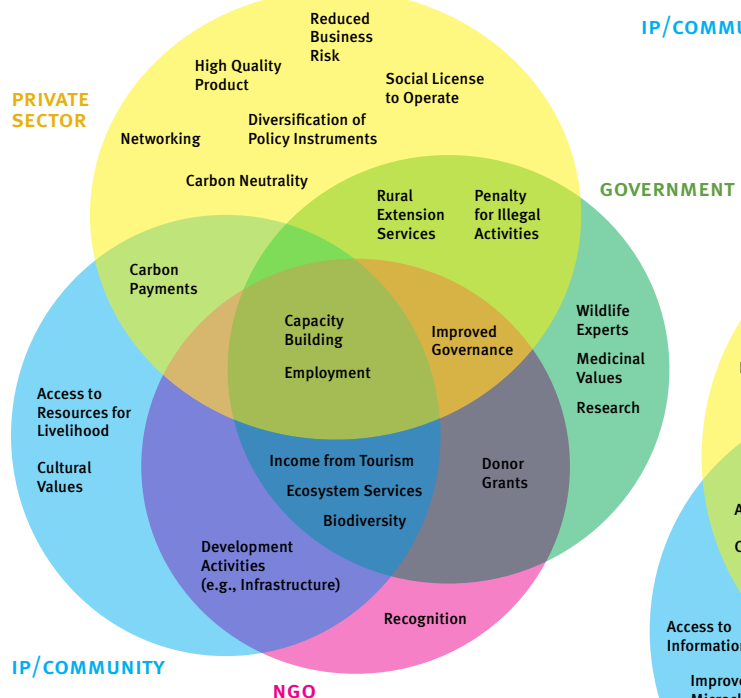 Reduced
Business
Risk
IP/COMMU
High Quality
Product
Social License
to Operate
PRIVATE
SECTOR
Networking
Diversification of
Policy Instruments
Carbon Neutrality
GOVERNMENT
Rural
Extension
Services
Penalty
for Illegal
Activities
Carbon
Payments
Capacity
Building
Employment
Improved
Governance
Wildlife
Experts
Medicinal
Values
Research
Access to
Resources for
Livelihood
Cultural
Values
Income from Tourism
Ecosystem Services
Biodiversity
Donor
Grants
Development
Activities
(e.g., Infrastructure)
Recognition
IP/COMMUNITY
NGO
Access to
Information
Improve